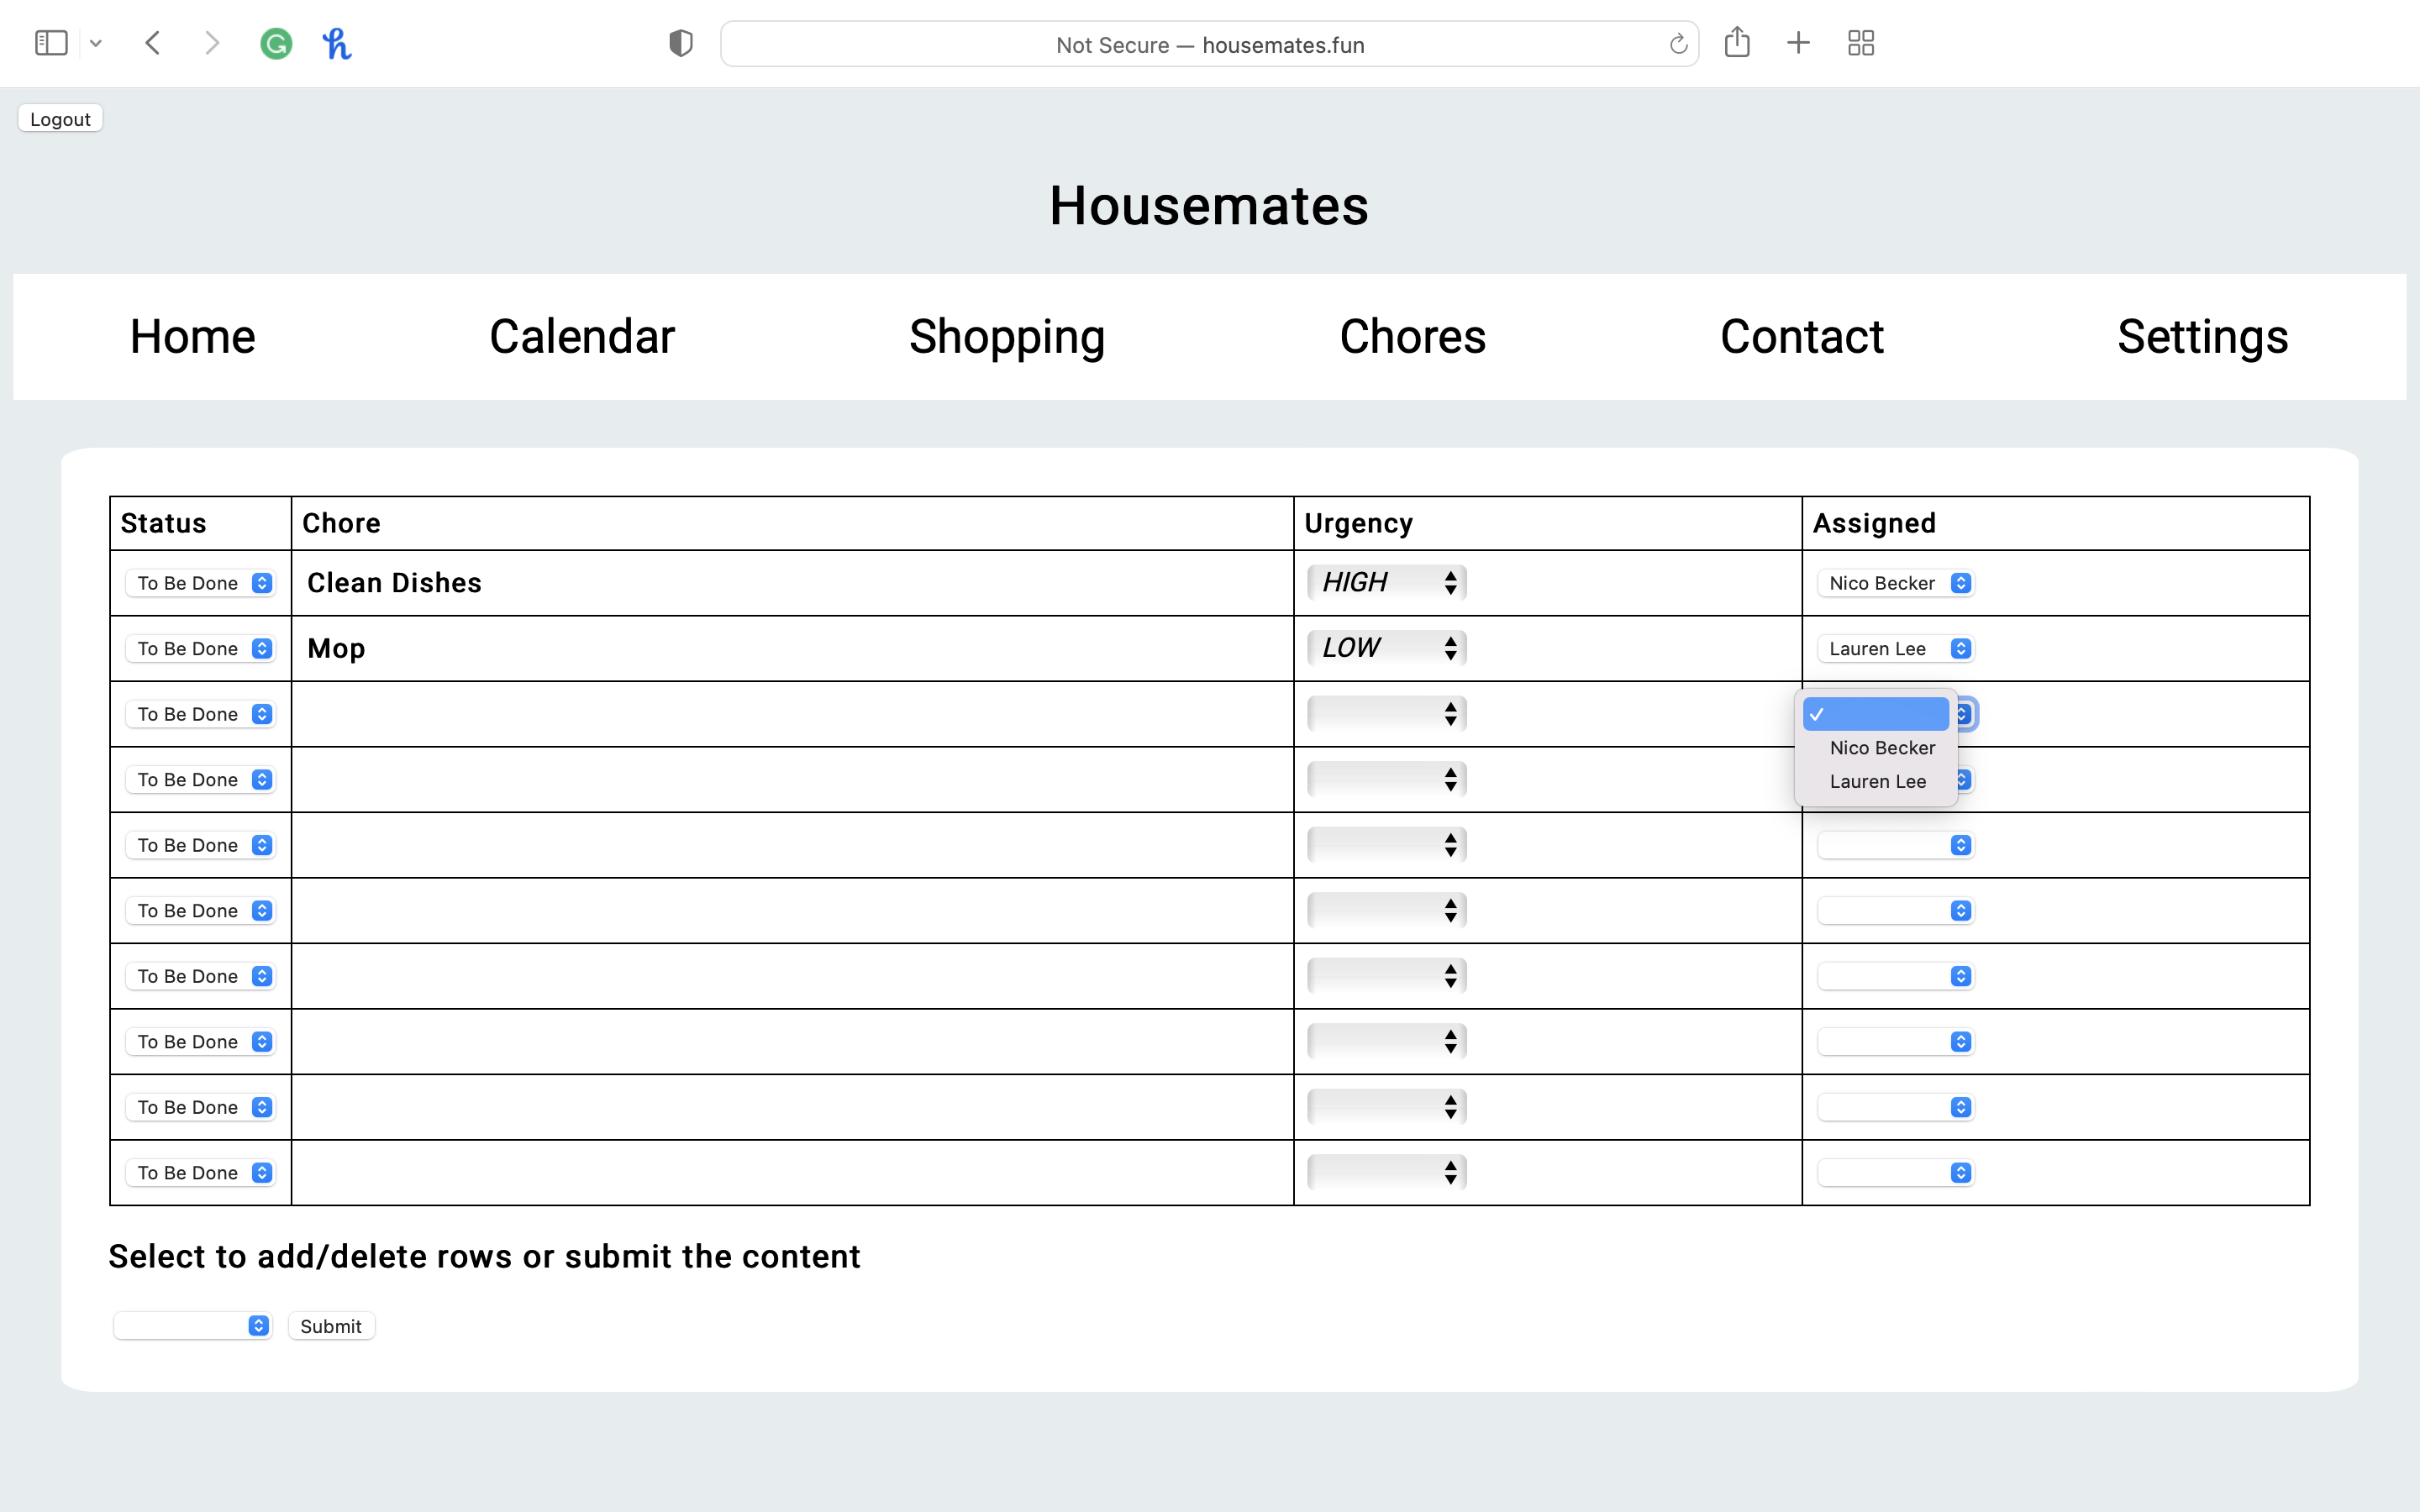 Not Secure — housemates.fun
Logout
Housemates
Home Calendar Shopping Chores Contact Settings
Status Chore Urgency Assigned
To Be Done Clean Dishes HIGH Nico Becker
To Be Done Mop LOW Lauren Lee
To Be Done
Nico Becker
To Be Done
Lauren Lee
To Be Done
To Be Done
To Be Done
To Be Done
To Be Done
To Be Done
Select to add/delete rows or submit the content
Submit